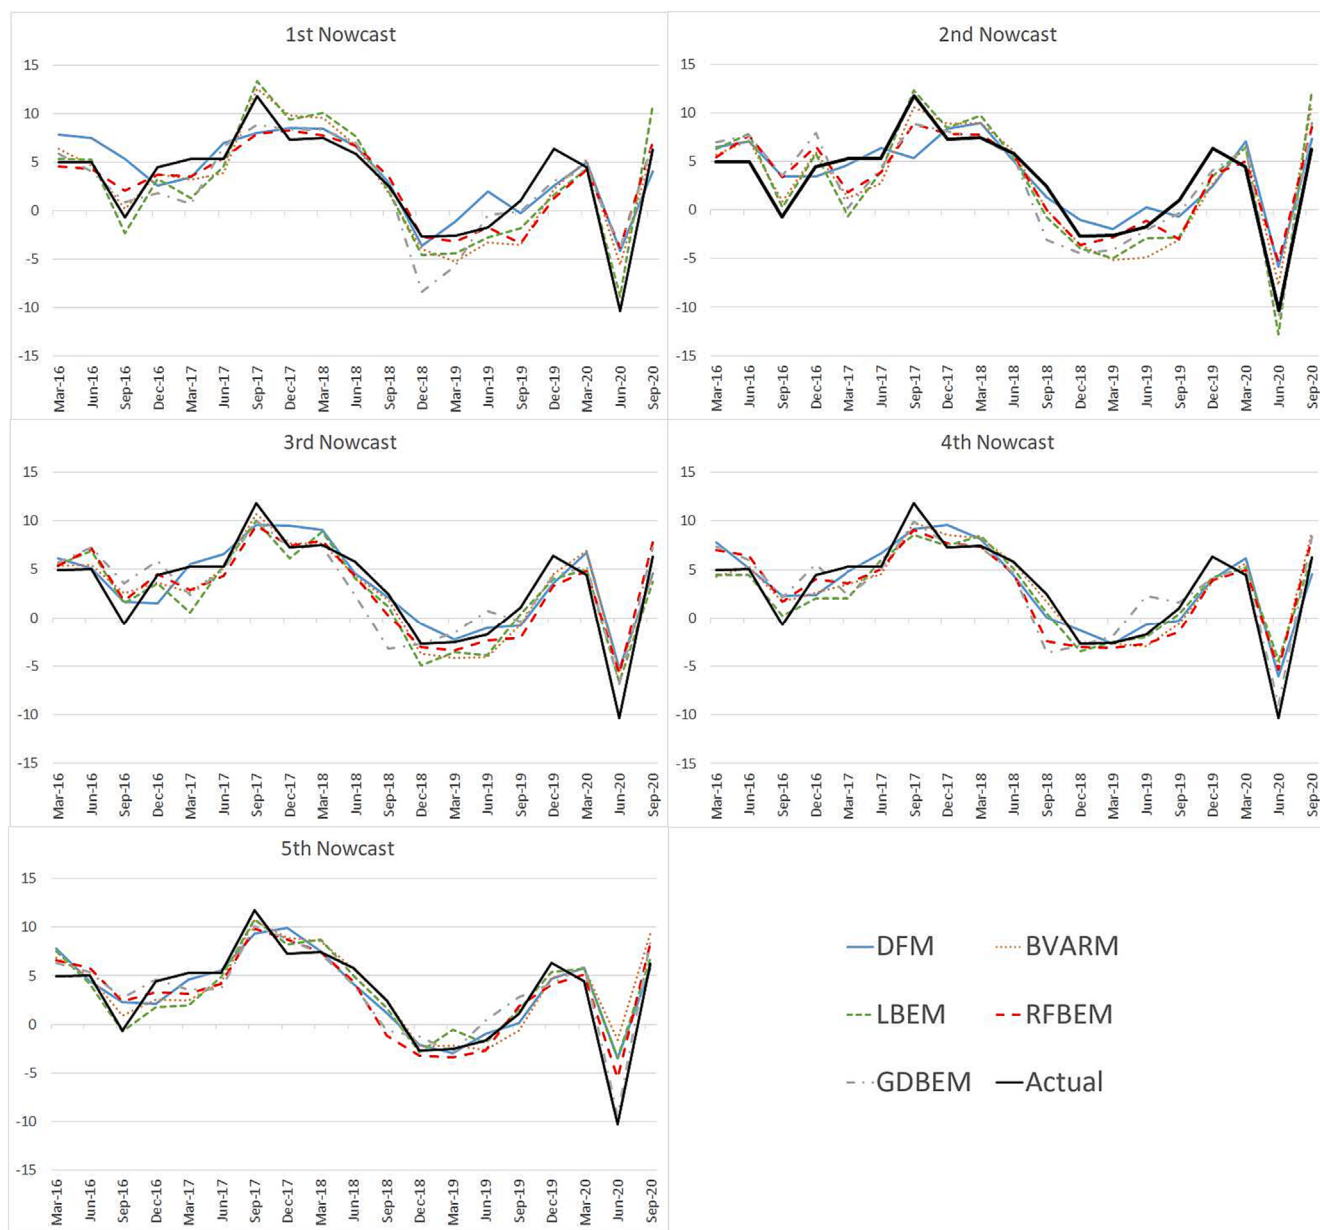 1st Nowcast
15
10
5
0
-5
-10
-15
Mar-16 Jun-16 Sep-16 Dec-16 Mar-17 Jun-17 Sep-17 Dec-17 Mar-18 Jun-18 Sep-18 Dec-18 Mar-19 Jun-19 Sep-19 Dec-19 Mar-20 Jun-20 Sep-20
2nd Nowcast
15
10
5
0
-5
-10
-15
Mar-16 Jun-16 Sep-16 Dec-16 Mar-17 Jun-17 Sep-17 Dec-17 Mar-18 Jun-18 Sep-18 Dec-18 Mar-19 Jun-19 Sep-19 Dec-19 Mar-20 Jun-20 Sep-20
3rd Nowcast
15
10
5
0
-5
-10
-15
Mar-16 Jun-16 Sep-16 Dec-16 Mar-17 Jun-17 Sep-17 Dec-17 Mar-18 Jun-18 Sep-18 Dec-18 Mar-19 Jun-19 Sep-19 Dec-19 Mar-20 Jun-20 Sep-20
4th Nowcast
15
10
5
0
-5
-10
-15
Mar-16 Jun-16 Sep-16 Dec-16 Mar-17 Jun-17 Sep-17 Dec-17 Mar-18 Jun-18 Sep-18 Dec-18 Mar-19 Jun-19 Sep-19 Dec-19 Mar-20 Jun-20 Sep-20
5th Nowcast
15
10
5
0
-5
-10
-15
Mar-16 Jun-16 Sep-16 Dec-16 Mar-17 Jun-17 Sep-17 Dec-17 Mar-18 Jun-18 Sep-18 Dec-18 Mar-19 Jun-19 Sep-19 Dec-19 Mar-20 Jun-20 Sep-20
DFM BVARM
LBEM RFBEM
GDBEM Actual